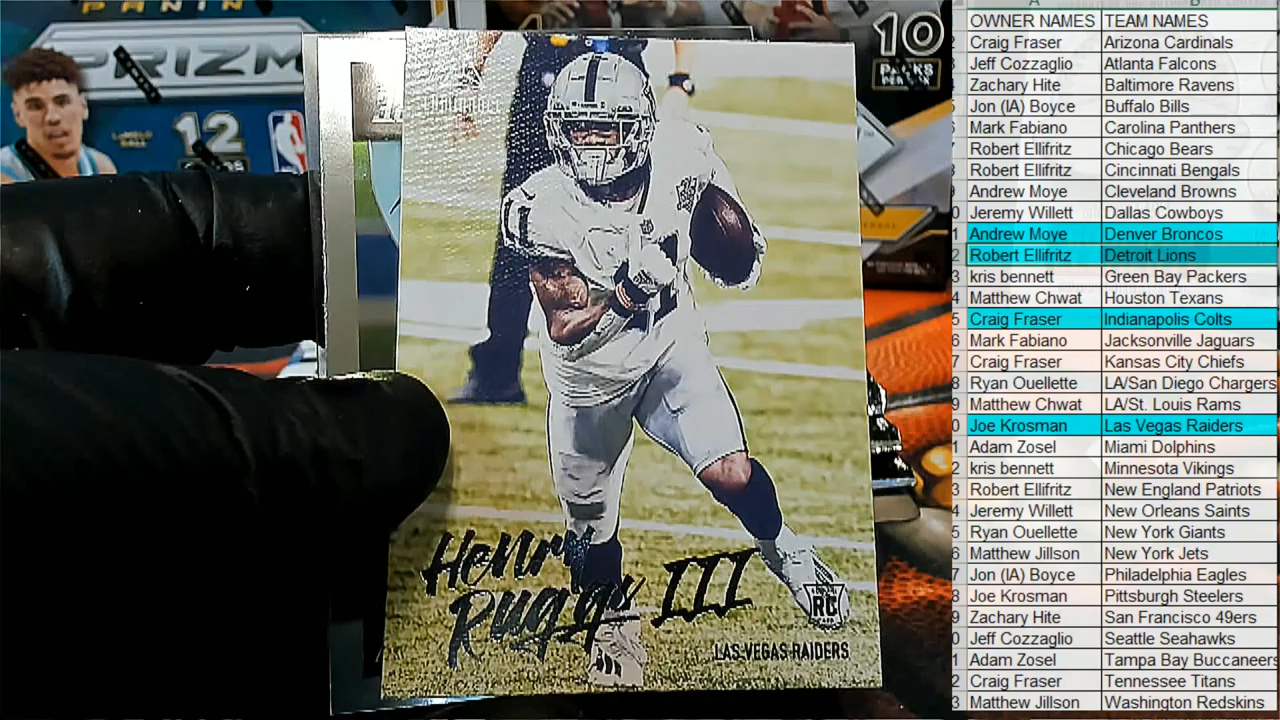 PANINI
PRIZM
LAMELO
BALL
12
NBA
10
PACKS
PER BOX
Henry
Ruggs III
RC
LAS VEGAS RAIDERS
A B
OWNER NAMES TEAM NAMES
Craig Fraser Arizona Cardinals
Jeff Cozzaglio Atlanta Falcons
Zachary Hite Baltimore Ravens
Jon (IA) Boyce Buffalo Bills
Mark Fabiano Carolina Panthers
Robert Ellifritz Chicago Bears
Robert Ellifritz Cincinnati Bengals
Andrew Moye Cleveland Browns
Jeremy Willett Dallas Cowboys
Andrew Moye Denver Broncos
Robert Ellifritz Detroit Lions
kris bennett Green Bay Packers
Matthew Chwat Houston Texans
Craig Fraser Indianapolis Colts
Mark Fabiano Jacksonville Jaguars
Craig Fraser Kansas City Chiefs
Ryan Ouellette LA/San Diego Chargers
Matthew Chwat LA/St. Louis Rams
Joe Krosman Las Vegas Raiders
Adam Zosel Miami Dolphins
kris bennett Minnesota Vikings
Robert Ellifritz New England Patriots
Jeremy Willett New Orleans Saints
Ryan Ouellette New York Giants
Matthew Jillson New York Jets
Jon (IA) Boyce Philadelphia Eagles
Joe Krosman Pittsburgh Steelers
Zachary Hite San Francisco 49ers
Jeff Cozzaglio Seattle Seahawks
Adam Zosel Tampa Bay Buccaneers
Craig Fraser Tennessee Titans
Matthew Jillson Washington Redskins